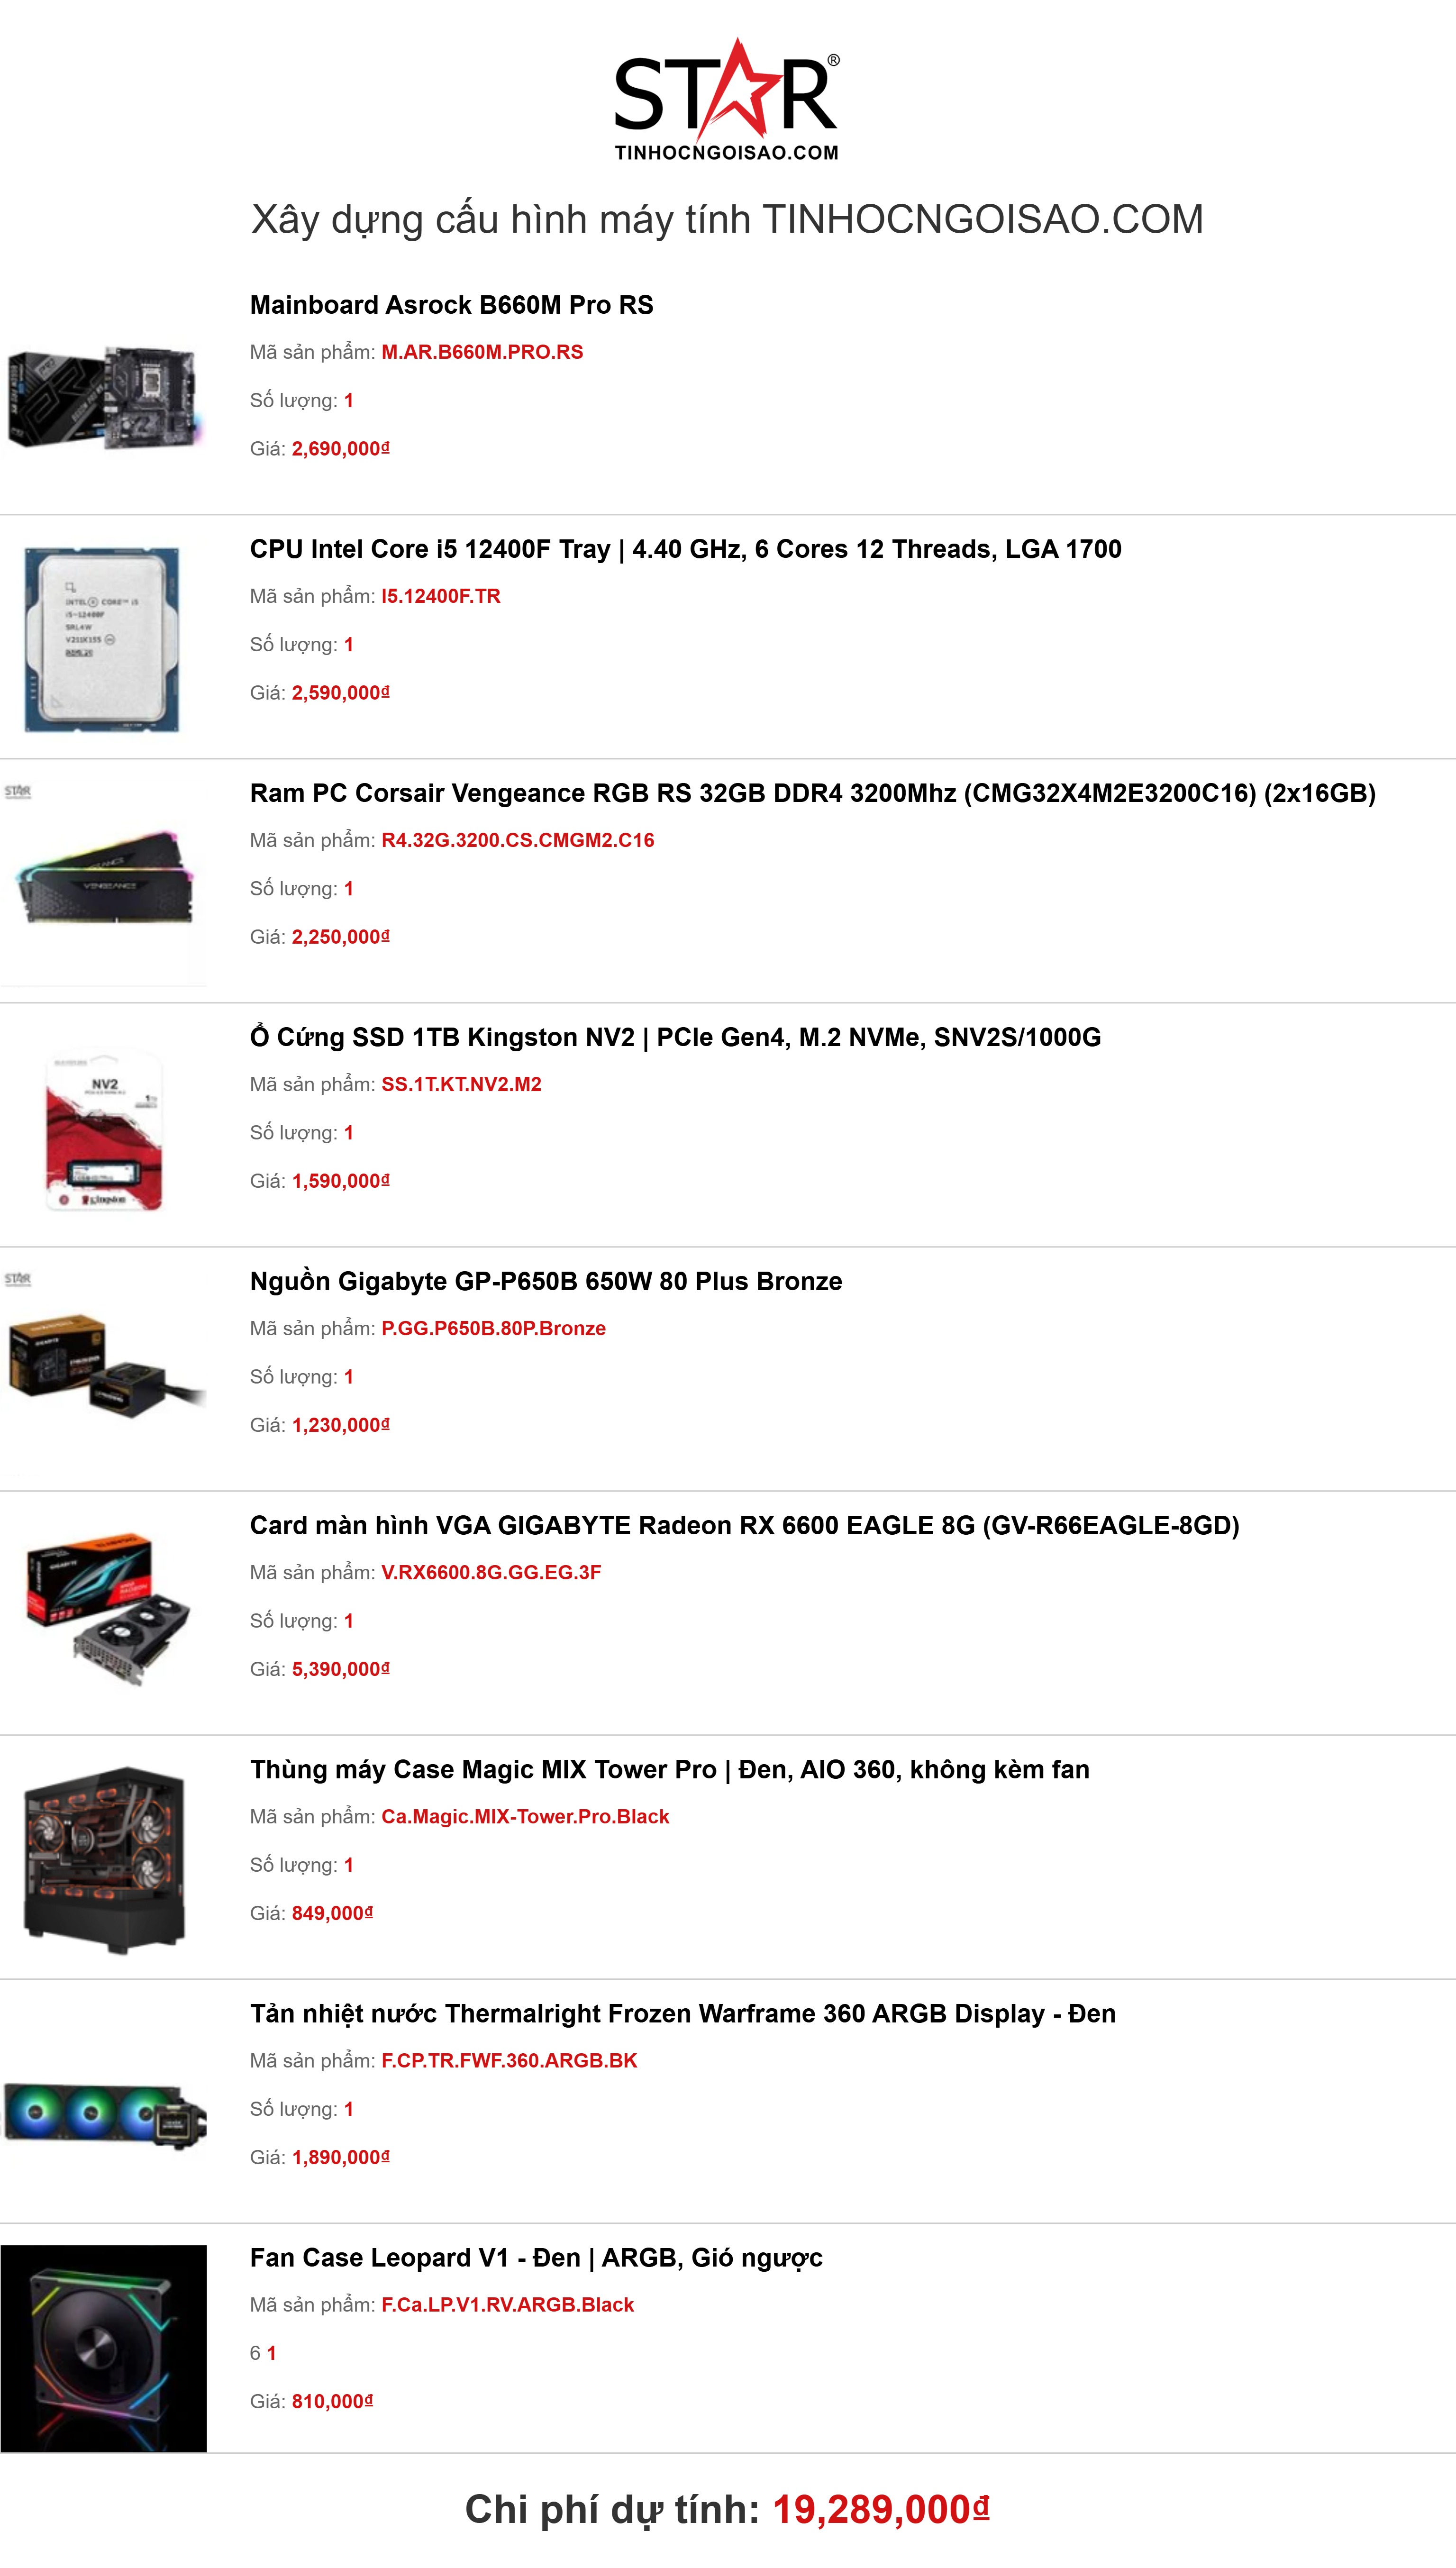 STAR®
TINHOCNGOISAO.COM
Xây dựng cấu hình máy tính TINHOCNGOISAO.COM
Mainboard Asrock B660M Pro RS
Mã sản phẩm: M.AR.B660M.PRO.RS
Số lượng: 1
Giá: 2,690,000₫
CPU Intel Core i5 12400F Tray | 4.40 GHz, 6 Cores 12 Threads, LGA 1700
INTEL® CORE™ i5
i5-12400F
SRL4W
V211K155
Mã sản phẩm: I5.12400F.TR
Số lượng: 1
Giá: 2,590,000₫
STAR
Ram PC Corsair Vengeance RGB RS 32GB DDR4 3200Mhz (CMG32X4M2E3200C16) (2x16GB)
VENGEANCE
Mã sản phẩm: R4.32G.3200.CS.CMGM2.C16
Số lượng: 1
Giá: 2,250,000₫
Ổ Cứng SSD 1TB Kingston NV2 | PCIe Gen4, M.2 NVMe, SNV2S/1000G
NV2
Kingston
Mã sản phẩm: SS.1T.KT.NV2.M2
Số lượng: 1
Giá: 1,590,000₫
STAR
Nguồn Gigabyte GP-P650B 650W 80 Plus Bronze
Mã sản phẩm: P.GG.P650B.80P.Bronze
Số lượng: 1
Giá: 1,230,000₫
Card màn hình VGA GIGABYTE Radeon RX 6600 EAGLE 8G (GV-R66EAGLE-8GD)
Mã sản phẩm: V.RX6600.8G.GG.EG.3F
Số lượng: 1
Giá: 5,390,000₫
Thùng máy Case Magic MIX Tower Pro | Đen, AIO 360, không kèm fan
Mã sản phẩm: Ca.Magic.MIX-Tower.Pro.Black
Số lượng: 1
Giá: 849,000₫
Tản nhiệt nước Thermalright Frozen Warframe 360 ARGB Display - Đen
Mã sản phẩm: F.CP.TR.FWF.360.ARGB.BK
Số lượng: 1
Giá: 1,890,000₫
Fan Case Leopard V1 - Đen | ARGB, Gió ngược
Mã sản phẩm: F.Ca.LP.V1.RV.ARGB.Black
6 1
Giá: 810,000₫
Chi phí dự tính: 19,289,000₫